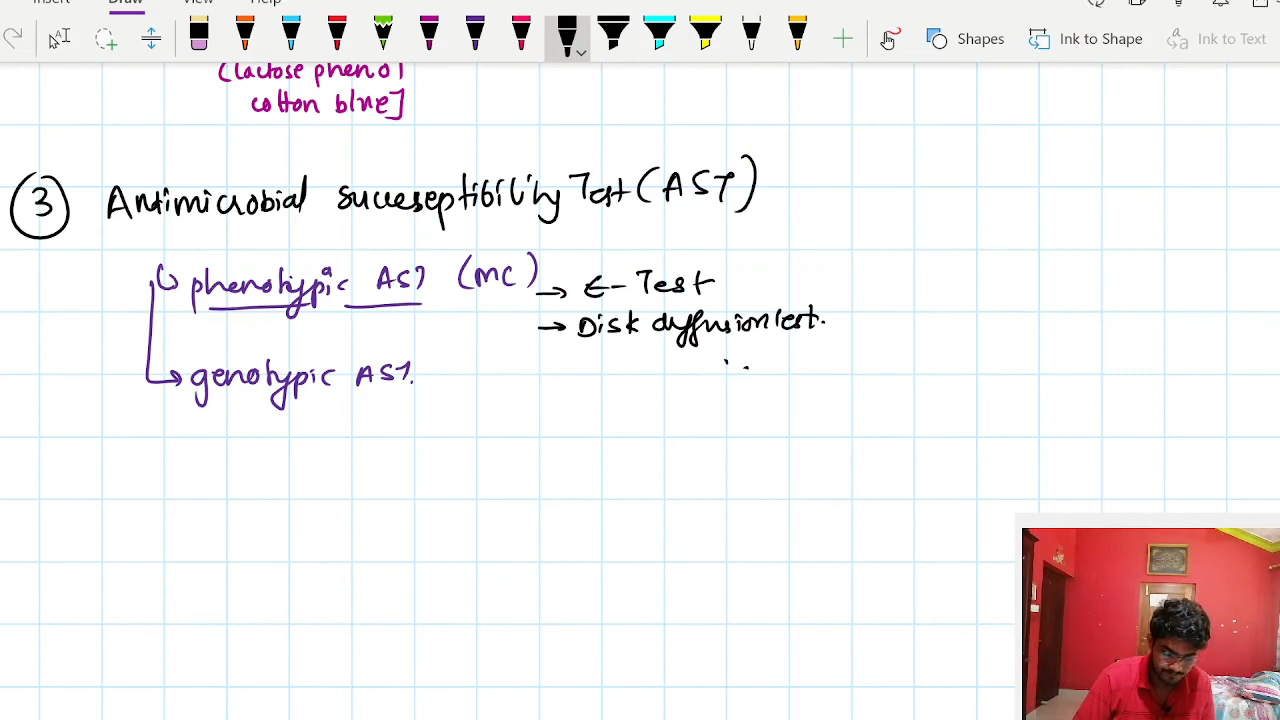 Insert Draw View Help
Shapes Ink to Shape Ink to Text
(lactose phenol
cotton blue]
③ Antimicrobial succeseptibility Test (AST)
phenotypic AST (MC) → E-Test
→ Disk diffusion test.
→ genotypic AST.